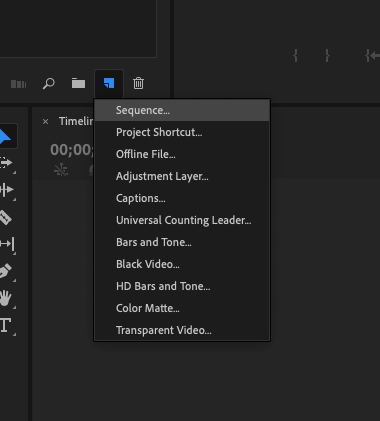 Sequence...
× Timelin
Project Shortcut...
00;00;
Offline File...
Adjustment Layer...
Captions...
Universal Counting Leader...
Bars and Tone...
Black Video...
HD Bars and Tone...
Color Matte...
Transparent Video...